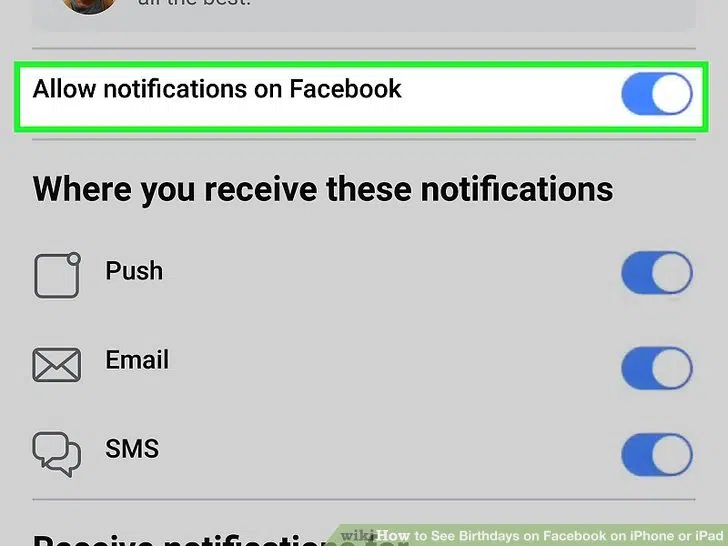 all the best.
Allow notifications on Facebook
Where you receive these notifications
Push
Email
SMS
Receive notifications for
wikiHow to See Birthdays on Facebook on iPhone or iPad